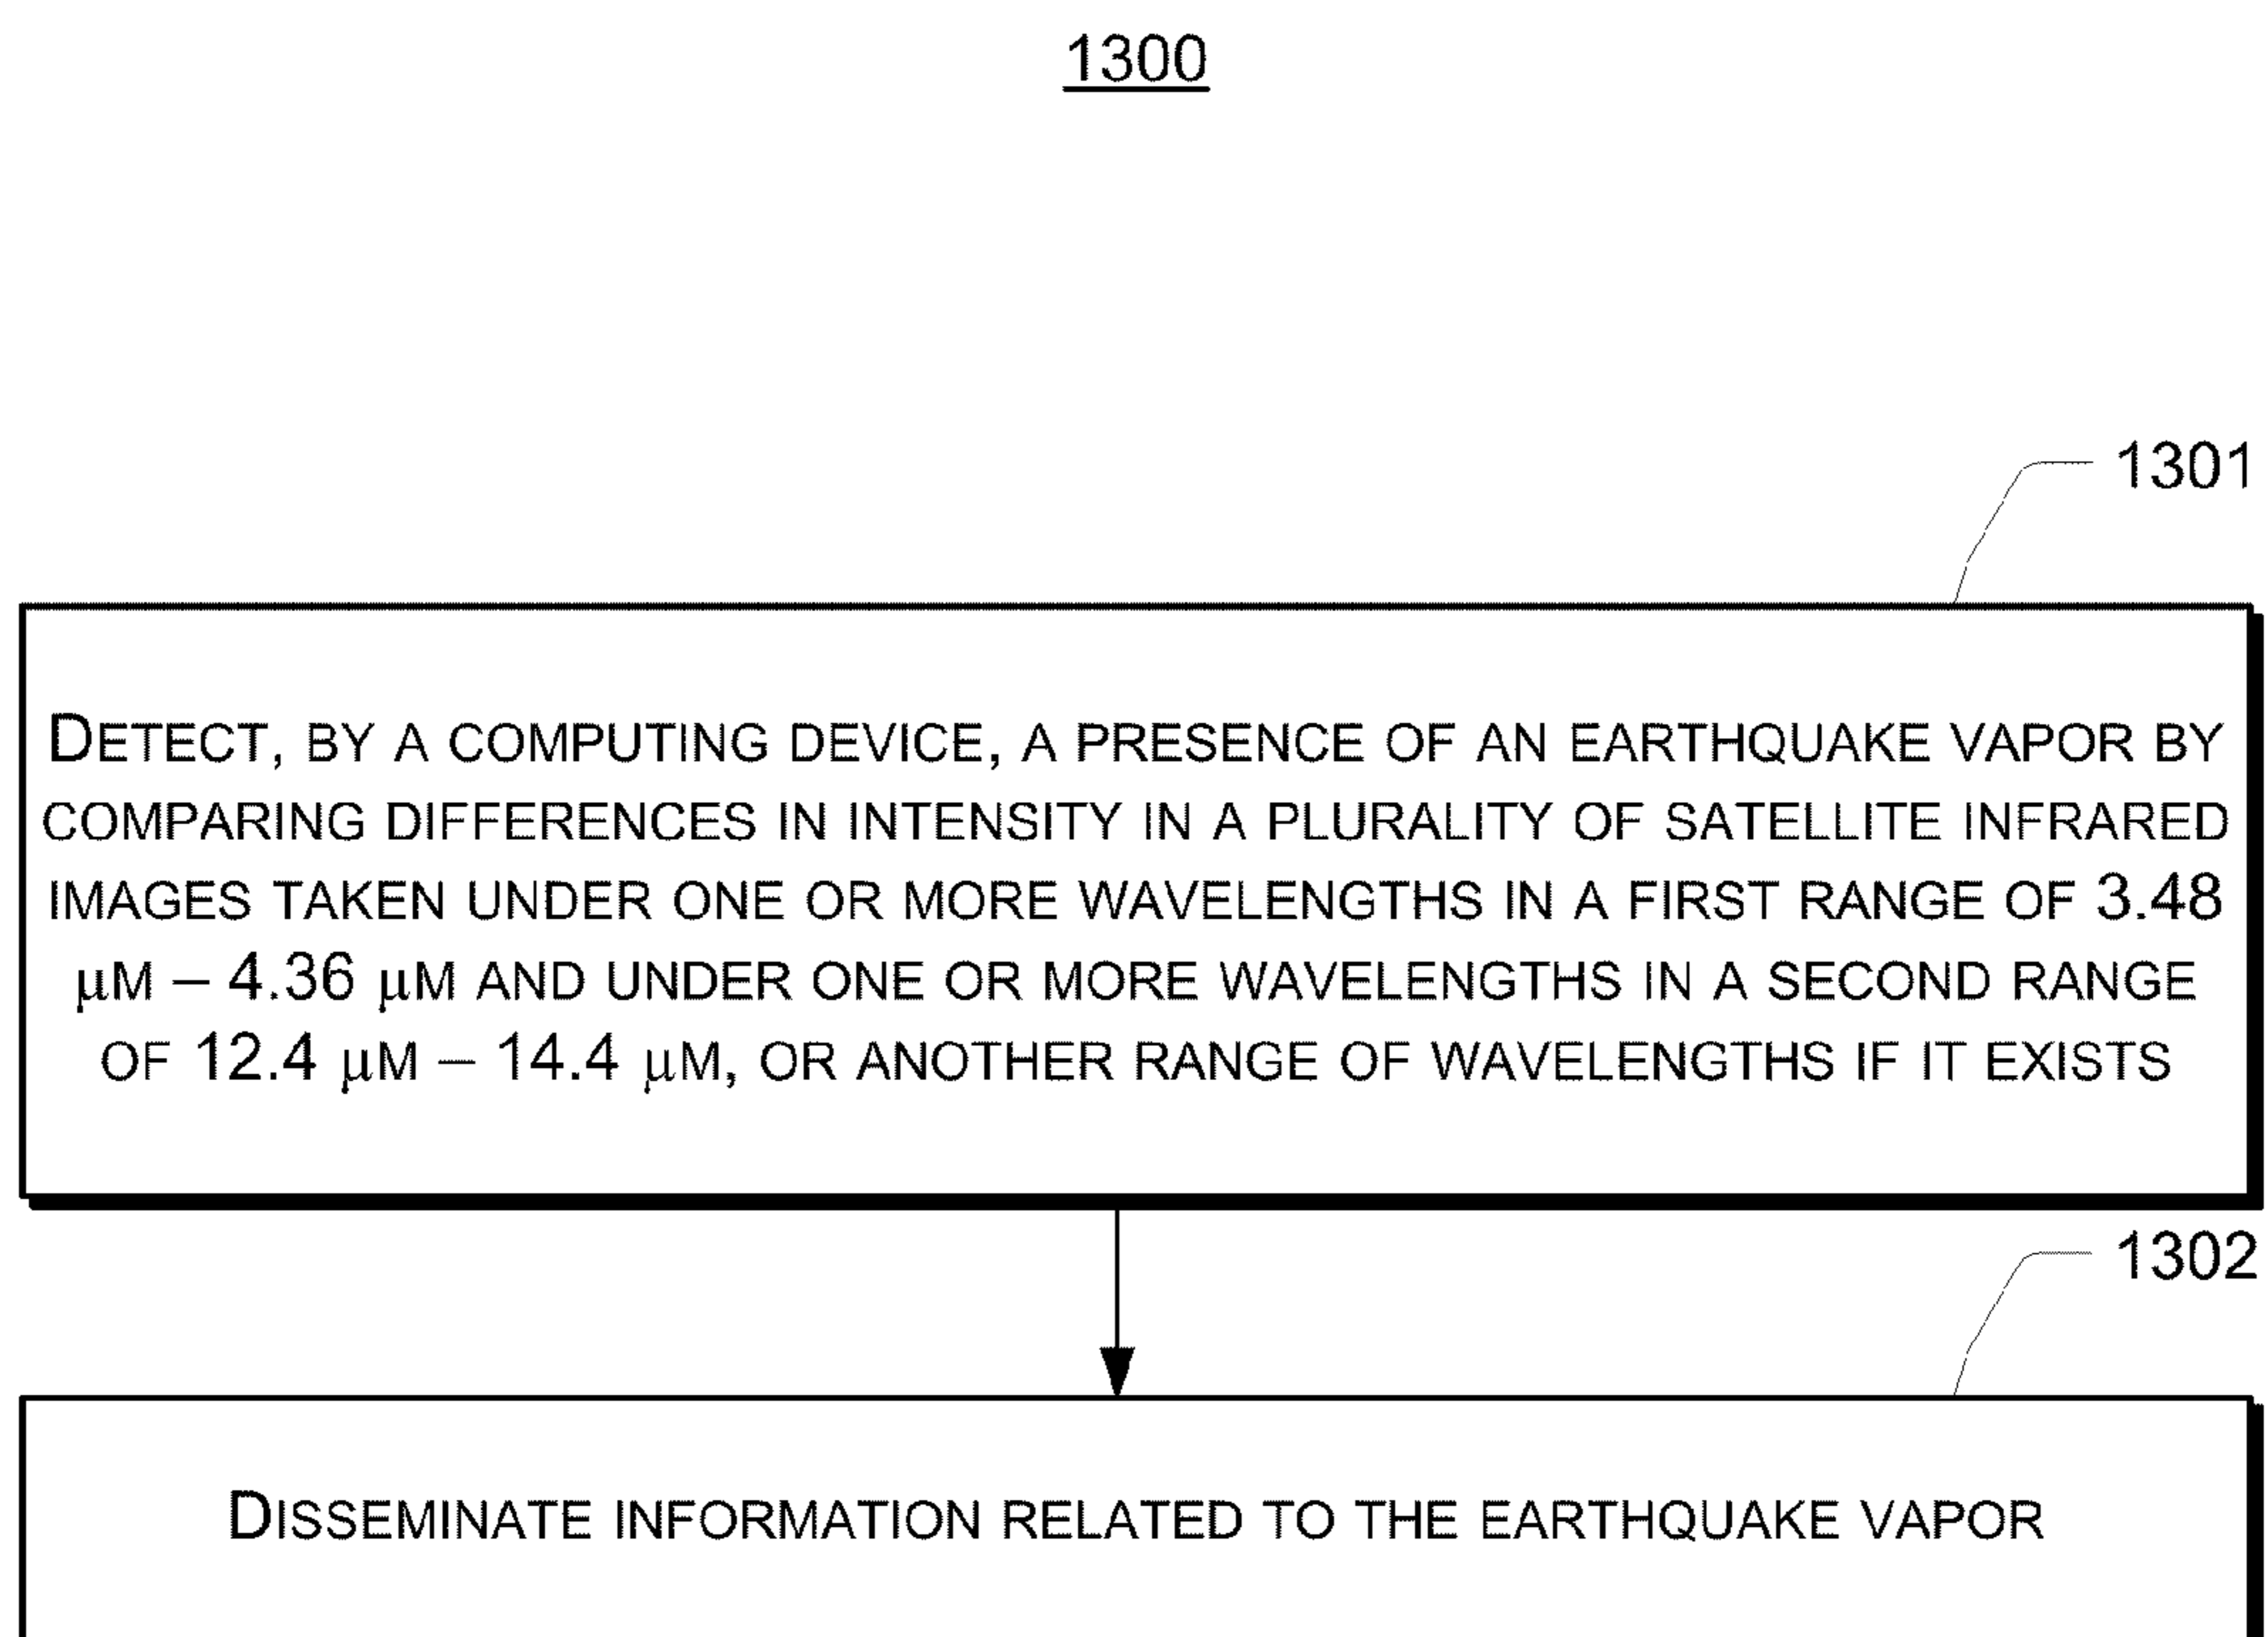 1300
1301
DETECT, BY A COMPUTING DEVICE, A PRESENCE OF AN EARTHQUAKE VAPOR BY
COMPARING DIFFERENCES IN INTENSITY IN A PLURALITY OF SATELLITE INFRARED
IMAGES TAKEN UNDER ONE OR MORE WAVELENGTHS IN A FIRST RANGE OF 3.48
μM – 4.36 μM AND UNDER ONE OR MORE WAVELENGTHS IN A SECOND RANGE
OF 12.4 μM – 14.4 μM, OR ANOTHER RANGE OF WAVELENGTHS IF IT EXISTS
1302
DISSEMINATE INFORMATION RELATED TO THE EARTHQUAKE VAPOR